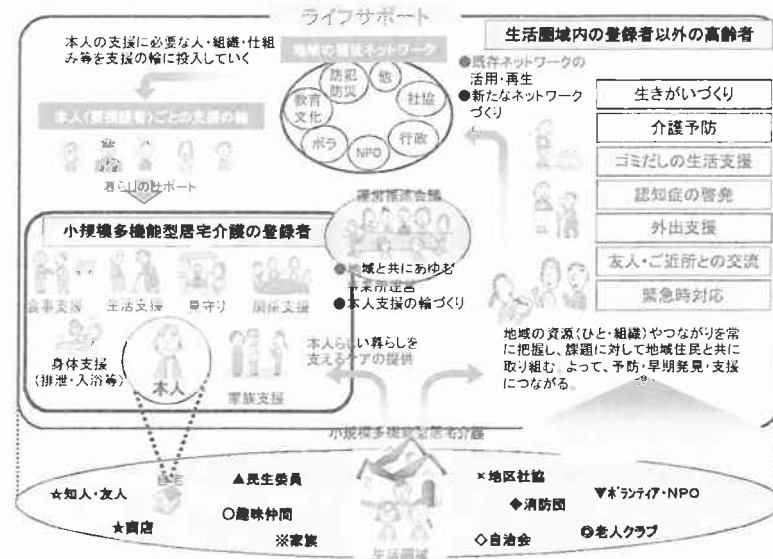 ライフサポート
本人の支援に必要な人・組織・仕組
み等を支援の輪に投入していく
地域の福祉ネットワーク
防犯
防災
他
教育
文化
社協
ボラ
NPO
行政
本人(要援護者)ごとの支援の輪
暮らしのサポート
生活圏域内の登録者以外の高齢者
●既存ネットワークの
活用・再生
●新たなネットワーク
づくり
生きがいづくり
介護予防
ゴミだしの生活支援
認知症の啓発
外出支援
友人・ご近所との交流
緊急時対応
運営推進会議
●地域と共にあゆむ
事業所運営
●本人支援の輪づくり
小規模多機能型居宅介護の登録者
食事支援
生活支援
見守り
関係支援
身体支援
(排泄・入浴等)
本人
家族支援
本人らしい暮らしを
支えるケアの提供
地域の資源(ひと・組織)やつながりを常
に把握し、課題に対して地域住民と共に
取り組む。よって、予防・早期発見・支援
につながる。
小規模多機能型居宅介護
自宅
☆知人・友人
★商店
▲民生委員
○趣味仲間
※家族
×地区社協
◆消防団
◇自治会
▼ボランティア・NPO
老人クラブ
生活圏域